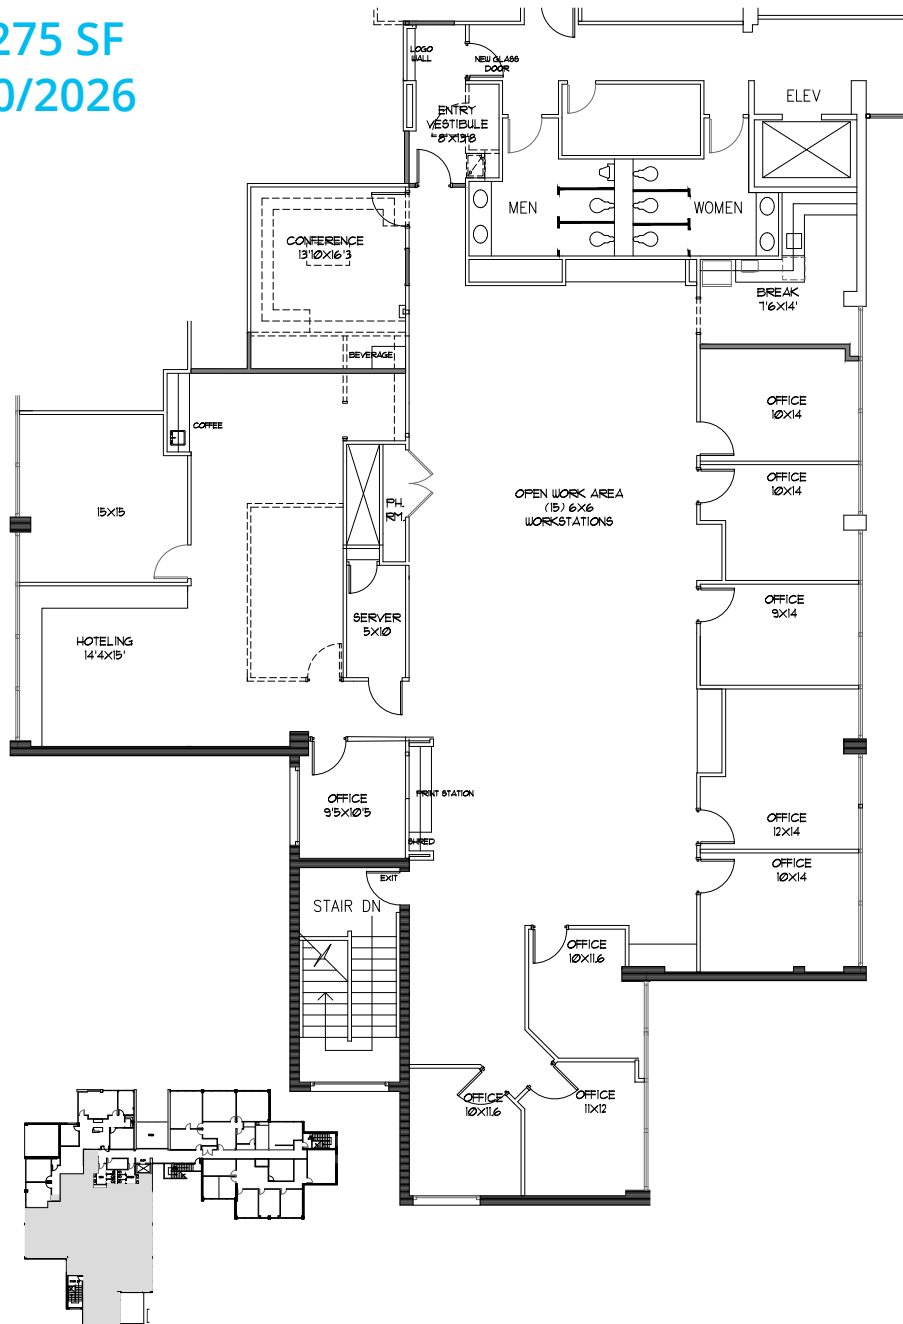 275 SF
0/2026
LOGO
WALL
NEW GLASS
DOOR
ELEV
ENTRY
VESTIBULE
8'X13'8
MEN
WOMEN
CONFERENCE
13'10X16'3
BREAK
7'6X14'
BEVERAGE
OFFICE
10X14
COFFEE
OFFICE
10X14
OPEN WORK AREA
(15) 6X6
WORKSTATIONS
15X15
PH.
RM.
OFFICE
9X14
SERVER
5X10
HOTELING
14'4X15'
PRINT STATION
OFFICE
9'5X10'5
OFFICE
12X14
SHRED
OFFICE
10X14
EXIT
STAIR DN
OFFICE
10X11.6
OFFICE
10X11.6
OFFICE
11X12